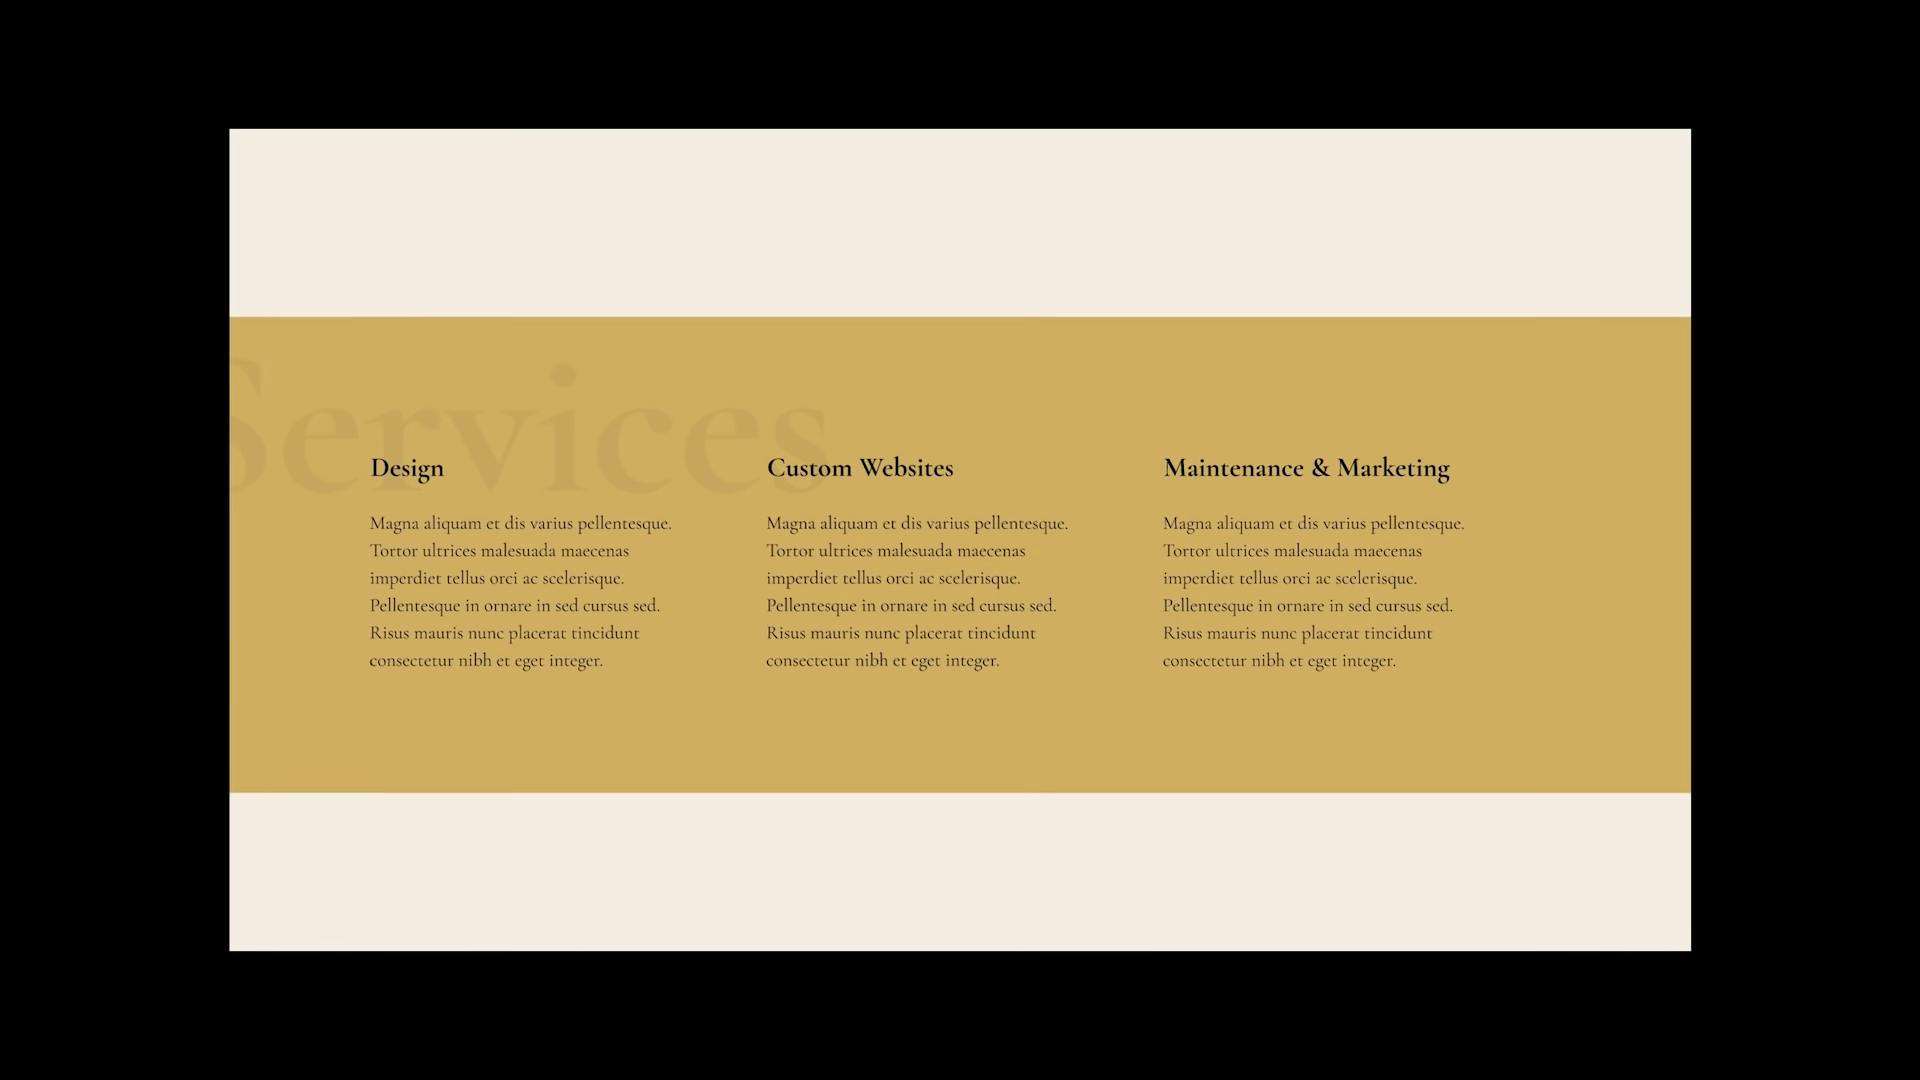 Services
Design
Magna aliquam et dis varius pellentesque.
Tortor ultrices malesuada maecenas
imperdiet tellus orci ac scelerisque.
Pellentesque in ornare in sed cursus sed.
Risus mauris nunc placerat tincidunt
consectetur nibh et eget integer.
Custom Websites
Magna aliquam et dis varius pellentesque.
Tortor ultrices malesuada maecenas
imperdiet tellus orci ac scelerisque.
Pellentesque in ornare in sed cursus sed.
Risus mauris nunc placerat tincidunt
consectetur nibh et eget integer.
Maintenance & Marketing
Magna aliquam et dis varius pellentesque.
Tortor ultrices malesuada maecenas
imperdiet tellus orci ac scelerisque.
Pellentesque in ornare in sed cursus sed.
Risus mauris nunc placerat tincidunt
consectetur nibh et eget integer.